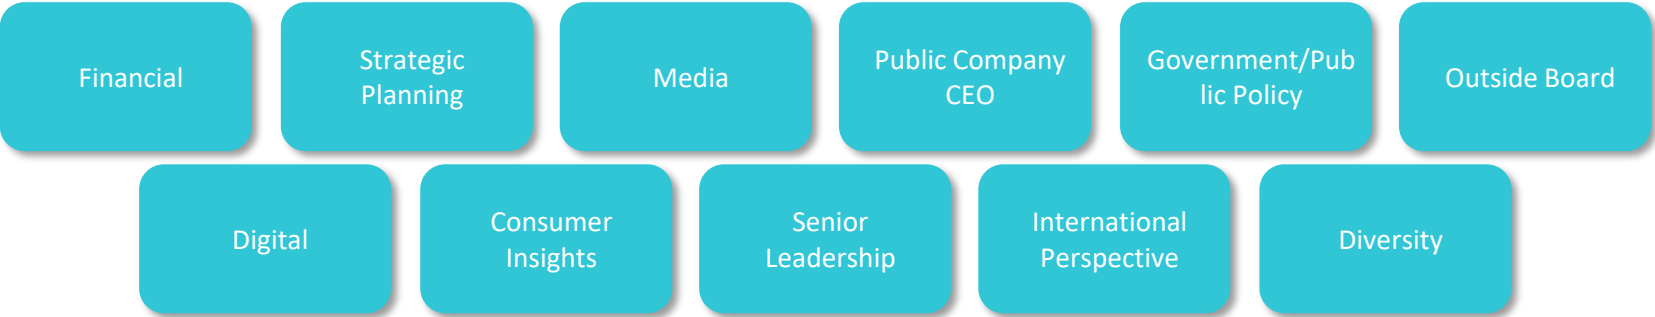 Financial
Strategic
Planning
Media
Public Company
CEO
Government/Pub
lic Policy
Outside Board
Digital
Consumer
Insights
Senior
Leadership
International
Perspective
Diversity